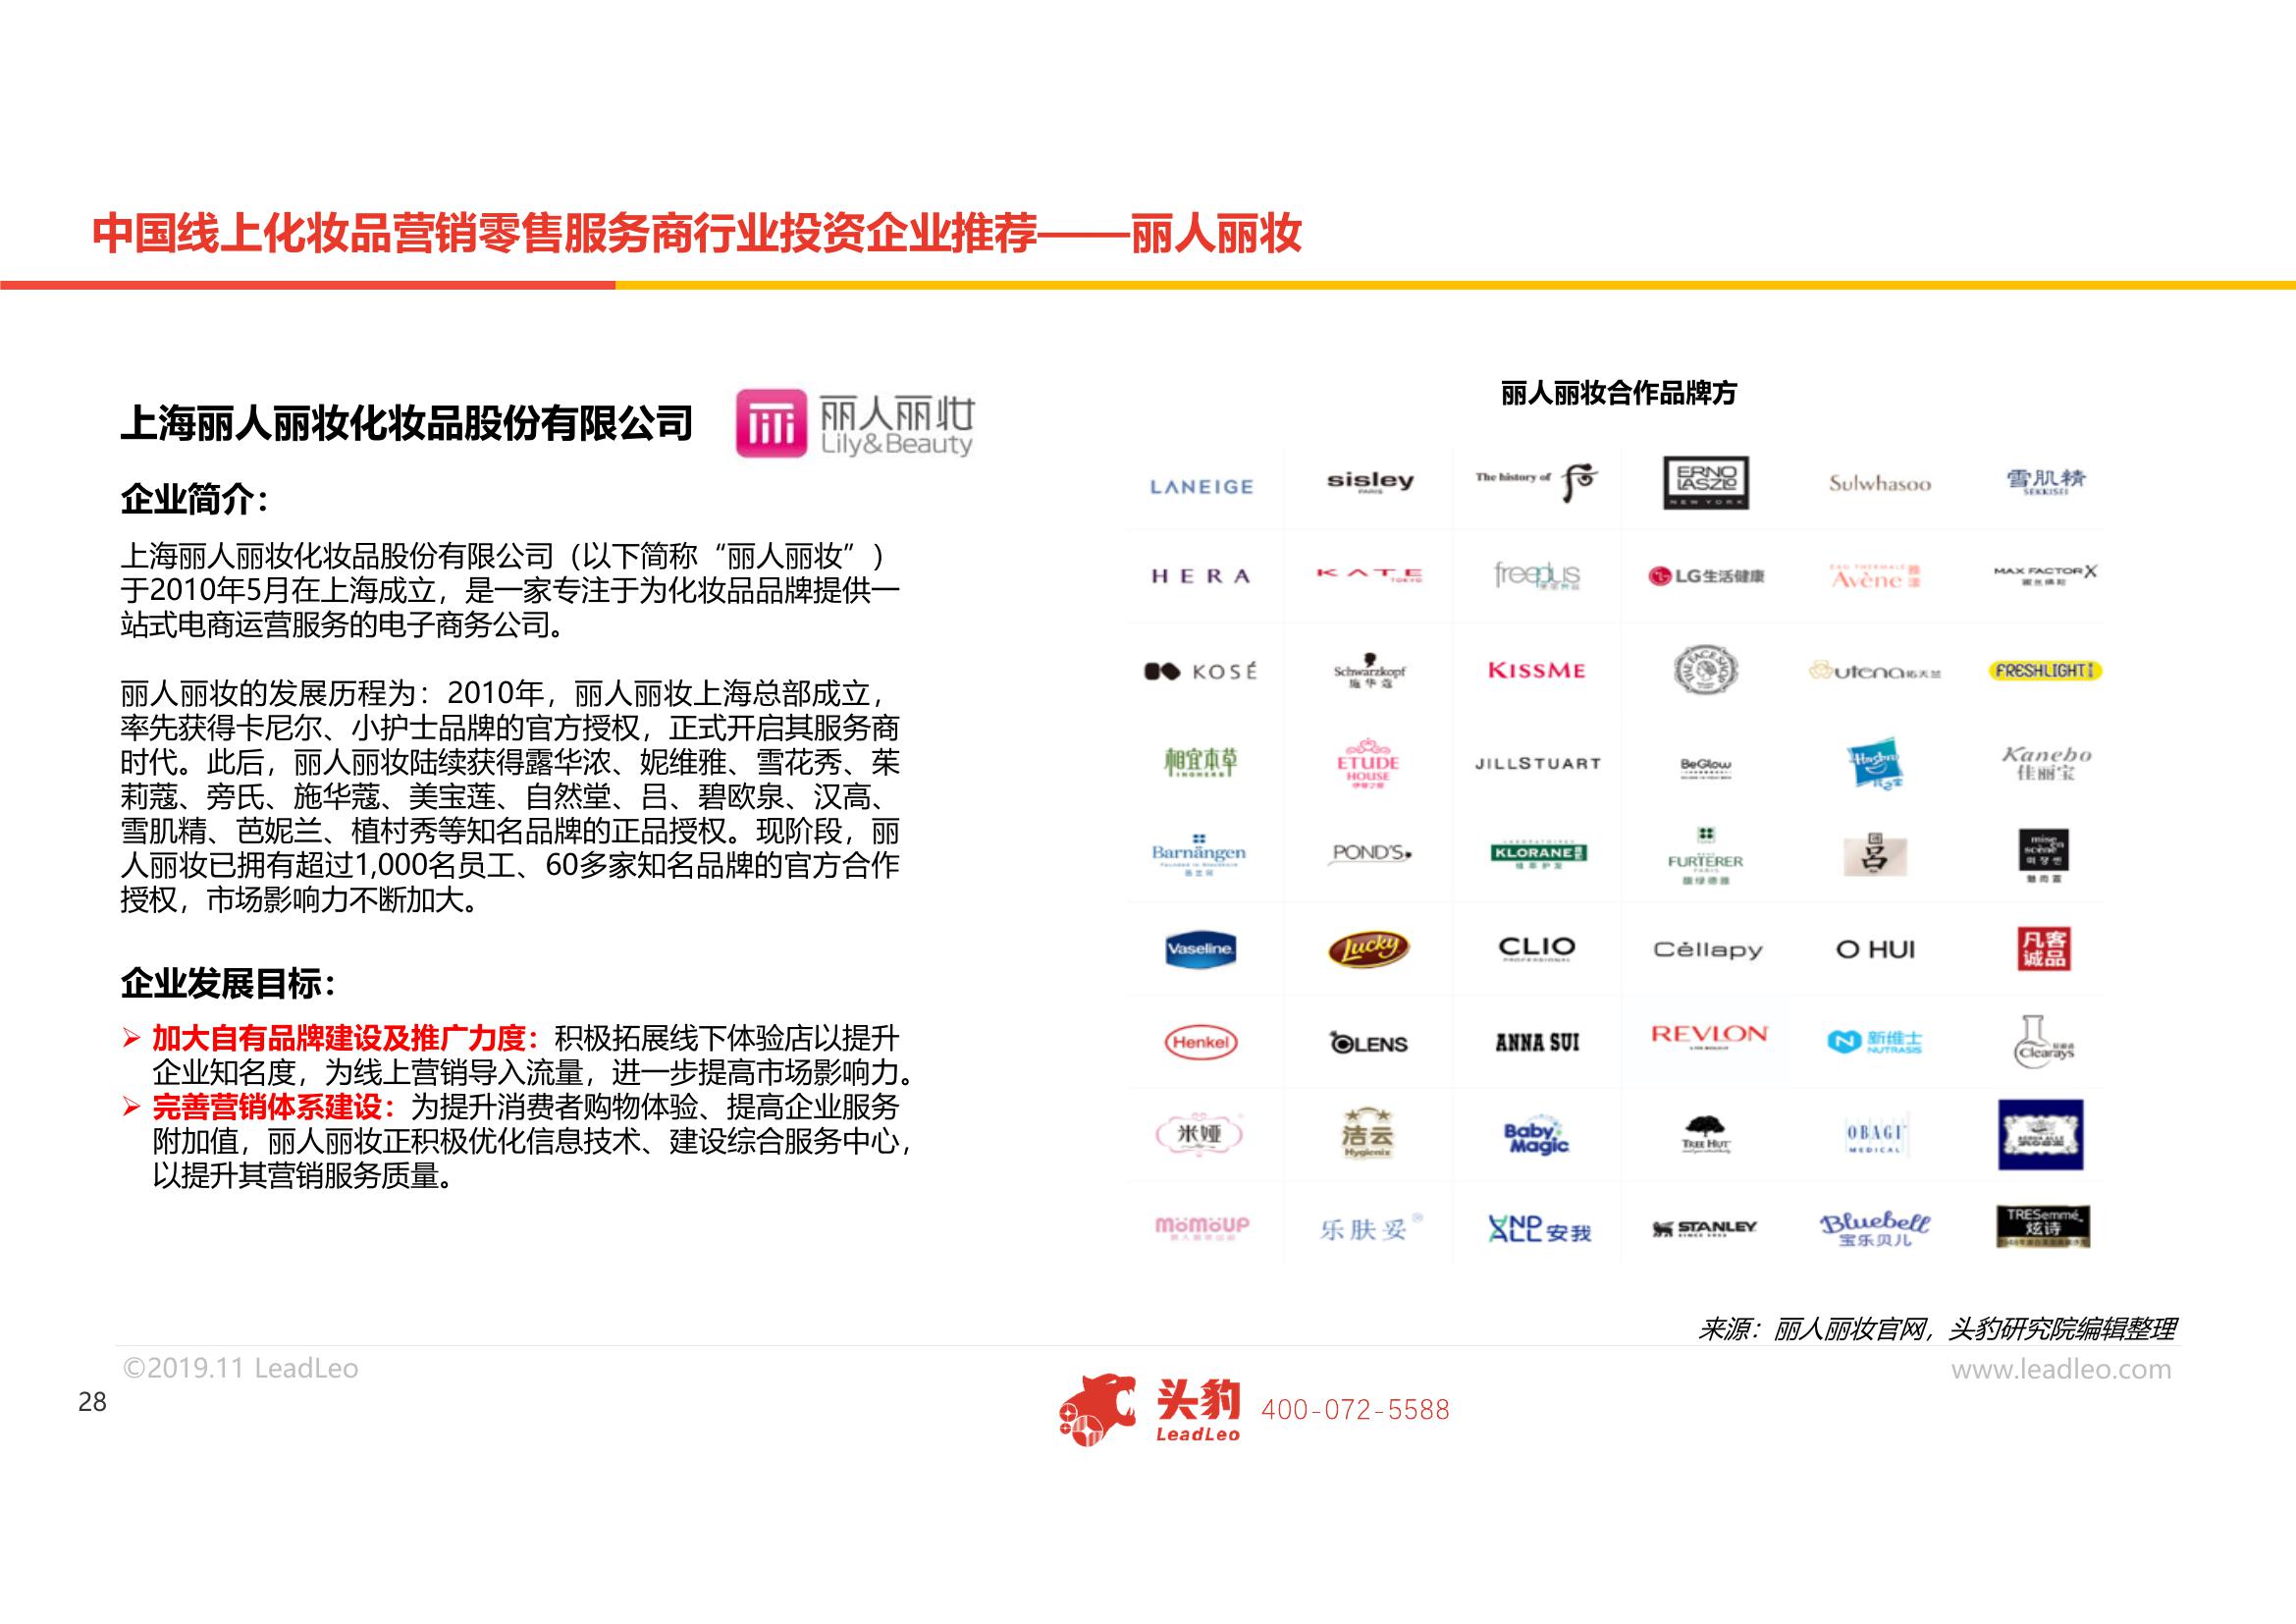 中国线上化妆品营销零售服务商行业投资企业推荐——丽人丽妆
上海丽人丽妆化妆品股份有限公司
丽人丽妆
Lily&Beauty
企业简介：
上海丽人丽妆化妆品股份有限公司（以下简称“丽人丽妆”）
于2010年5月在上海成立，是一家专注于为化妆品品牌提供一
站式电商运营服务的电子商务公司。
丽人丽妆的发展历程为：2010年，丽人丽妆上海总部成立，
率先获得卡尼尔、小护士品牌的官方授权，正式开启其服务商
时代。此后，丽人丽妆陆续获得露华浓、妮维雅、雪花秀、茱
莉蔻、旁氏、施华蔻、美宝莲、自然堂、吕、碧欧泉、汉高、
雪肌精、芭妮兰、植村秀等知名品牌的正品授权。现阶段，丽
人丽妆已拥有超过1,000名员工、60多家知名品牌的官方合作
授权，市场影响力不断加大。
企业发展目标：
➢ 加大自有品牌建设及推广力度：积极拓展线下体验店以提升
企业知名度，为线上营销导入流量，进一步提高市场影响力。
➢ 完善营销体系建设：为提升消费者购物体验、提高企业服务
附加值，丽人丽妆正积极优化信息技术、建设综合服务中心，
以提升其营销服务质量。
丽人丽妆合作品牌方
LANEIGE
sisley
PARIS
The history of
ERNO LASZLO
NEW YORK
Sulwhasoo
雪肌精
SEKKISEI
HERA
KATE
TOKYO
freeplus
LG生活健康
EAU THERMALE
Avène
MAX FACTOR X
KOSÉ
Schwarzkopf
施华蔻
KISSME
THE FACE SHOP
utena佑天兰
FRESHLIGHT
相宜本草
INOHERB
ETUDE
HOUSE
JILLSTUART
BeGlow
Hasbro
Kanebo
佳丽宝
Barnängen
POND'S
KLORANE
FURTERER
PARIS
馥绿德雅
吕
mise
en
scène
魅尚萱
Vaseline
Lucky
CLIO
PROFESSIONAL
Cellapy
O HUI
凡客
诚品
Henkel
OLENS
ANNA SUI
REVLON
新维士
NUTRASIS
Clearays
米娅
洁云
Hygienix
Baby
Magic
TREE HUT
OBAGI
MEDICAL
MOMOUP
乐肤妥
®
AND
ALL 安我
STANLEY
Bluebell
宝乐贝儿
TRESemmé
炫诗
来源：丽人丽妆官网，头豹研究院编辑整理
©2019.11 LeadLeo
www.leadleo.com
28
头豹
LeadLeo
400-072-5588